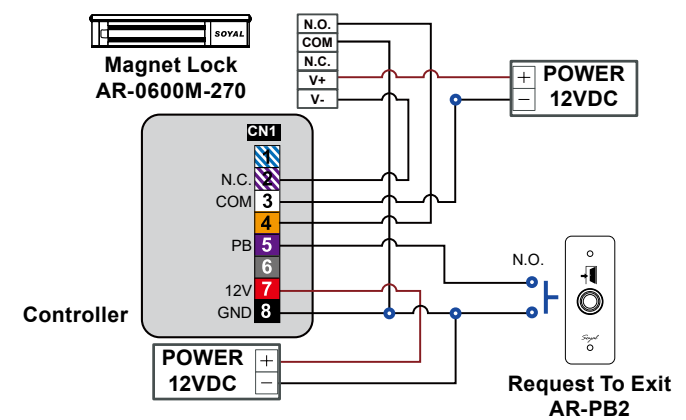 SOYAL
Magnet Lock
AR-0600M-270
N.O.
COM
N.C.
V+
V-
+ POWER
- 12VDC
CN1
1
N.C. 2
COM 3
4
PB 5
6
12V 7
GND 8
Controller
POWER +
12VDC -
N.O.
Soyal
Request To Exit
AR-PB2